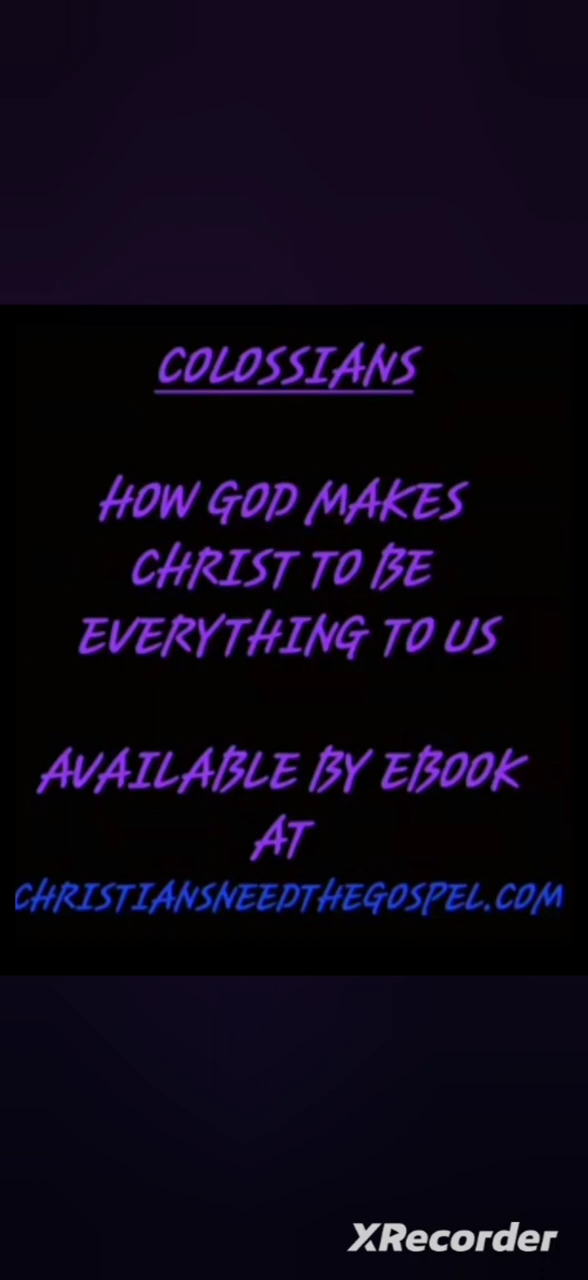 COLOSSIANS
HOW GOD MAKES
CHRIST TO BE
EVERYTHING TO US
AVAILABLE BY EBOOK
AT
CHRISTIANSNEEDTHEGOSPEL.COM
XRecorder